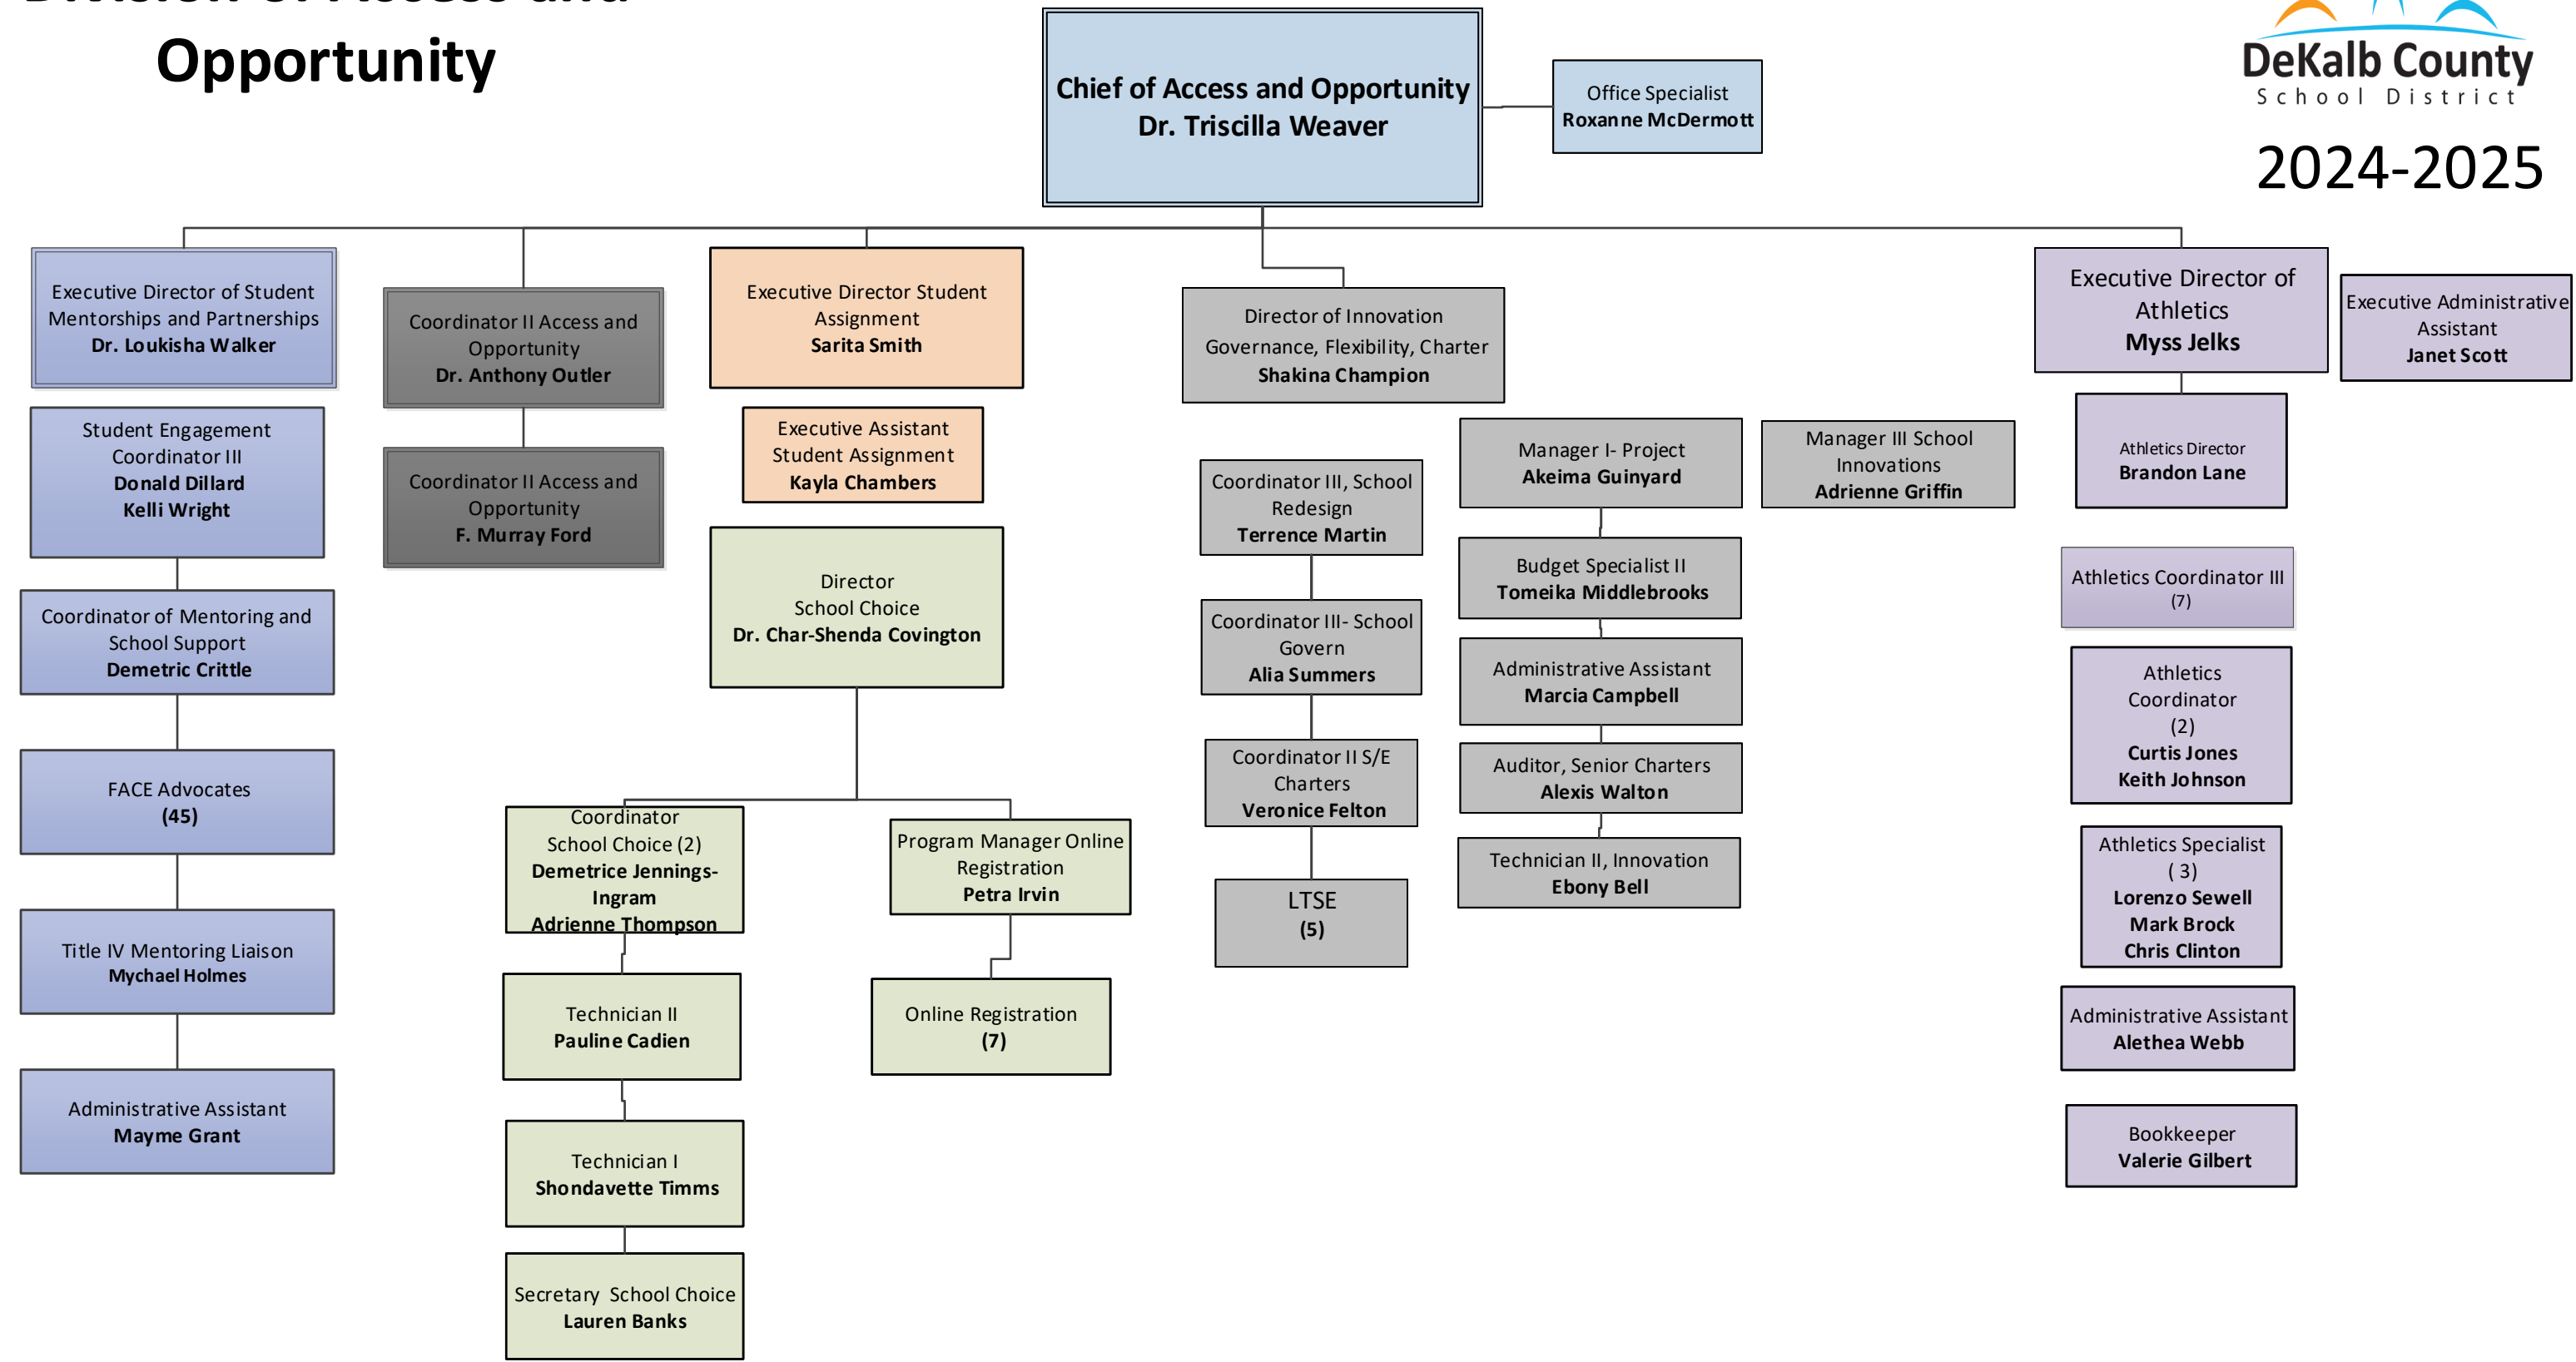 Division of Access and
Opportunity
Chief of Access and Opportunity
Dr. Triscilla Weaver
Office Specialist
Roxanne McDermott
DeKalb County
School District
2024-2025
Executive Director of Student
Mentorships and Partnerships
Dr. Loukisha Walker
Student Engagement
Coordinator III
Donald Dillard
Kelli Wright
Coordinator of Mentoring and
School Support
Demetric Crittle
FACE Advocates
(45)
Title IV Mentoring Liaison
Mychael Holmes
Administrative Assistant
Mayme Grant
Coordinator II Access and
Opportunity
Dr. Anthony Outler
Coordinator II Access and
Opportunity
F. Murray Ford
Executive Director Student
Assignment
Sarita Smith
Executive Assistant
Student Assignment
Kayla Chambers
Director
School Choice
Dr. Char-Shenda Covington
Coordinator
School Choice (2)
Demetrice Jennings-
Ingram
Adrienne Thompson
Technician II
Pauline Cadien
Technician I
Shondavette Timms
Secretary School Choice
Lauren Banks
Program Manager Online
Registration
Petra Irvin
Online Registration
(7)
Director of Innovation
Governance, Flexibility, Charter
Shakina Champion
Coordinator III, School
Redesign
Terrence Martin
Coordinator III- School
Govern
Alia Summers
Coordinator II S/E
Charters
Veronice Felton
LTSE
(5)
Manager I- Project
Akeima Guinyard
Budget Specialist II
Tomeika Middlebrooks
Administrative Assistant
Marcia Campbell
Auditor, Senior Charters
Alexis Walton
Technician II, Innovation
Ebony Bell
Manager III School
Innovations
Adrienne Griffin
Executive Director of
Athletics
Myss Jelks
Executive Administrative
Assistant
Janet Scott
Athletics Director
Brandon Lane
Athletics Coordinator III
(7)
Athletics
Coordinator
(2)
Curtis Jones
Keith Johnson
Athletics Specialist
( 3)
Lorenzo Sewell
Mark Brock
Chris Clinton
Administrative Assistant
Alethea Webb
Bookkeeper
Valerie Gilbert